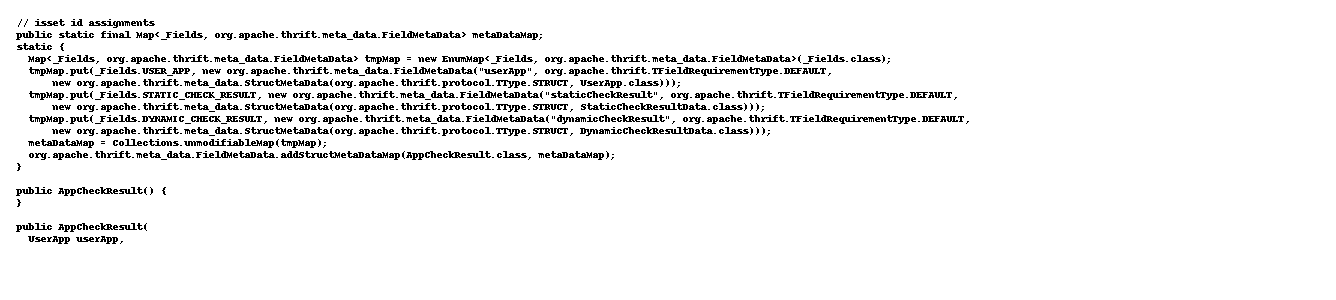 // isset id assignments
public static final Map<_Fields, org.apache.thrift.meta_data.FieldMetaData> metaDataMap;
static {
  Map<_Fields, org.apache.thrift.meta_data.FieldMetaData> tmpMap = new EnumMap<_Fields, org.apache.thrift.meta_data.FieldMetaData>(_Fields.class);
  tmpMap.put(_Fields.USER_APP, new org.apache.thrift.meta_data.FieldMetaData("userApp", org.apache.thrift.TFieldRequirementType.DEFAULT,
      new org.apache.thrift.meta_data.StructMetaData(org.apache.thrift.protocol.TType.STRUCT, UserApp.class)));
  tmpMap.put(_Fields.STATIC_CHECK_RESULT, new org.apache.thrift.meta_data.FieldMetaData("staticCheckResult", org.apache.thrift.TFieldRequirementType.DEFAULT,
      new org.apache.thrift.meta_data.StructMetaData(org.apache.thrift.protocol.TType.STRUCT, StaticCheckResultData.class)));
  tmpMap.put(_Fields.DYNAMIC_CHECK_RESULT, new org.apache.thrift.meta_data.FieldMetaData("dynamicCheckResult", org.apache.thrift.TFieldRequirementType.DEFAULT,
      new org.apache.thrift.meta_data.StructMetaData(org.apache.thrift.protocol.TType.STRUCT, DynamicCheckResultData.class)));
  metaDataMap = Collections.unmodifiableMap(tmpMap);
  org.apache.thrift.meta_data.FieldMetaData.addStructMetaDataMap(AppCheckResult.class, metaDataMap);
}

public AppCheckResult() {
}

public AppCheckResult(
  UserApp userApp,